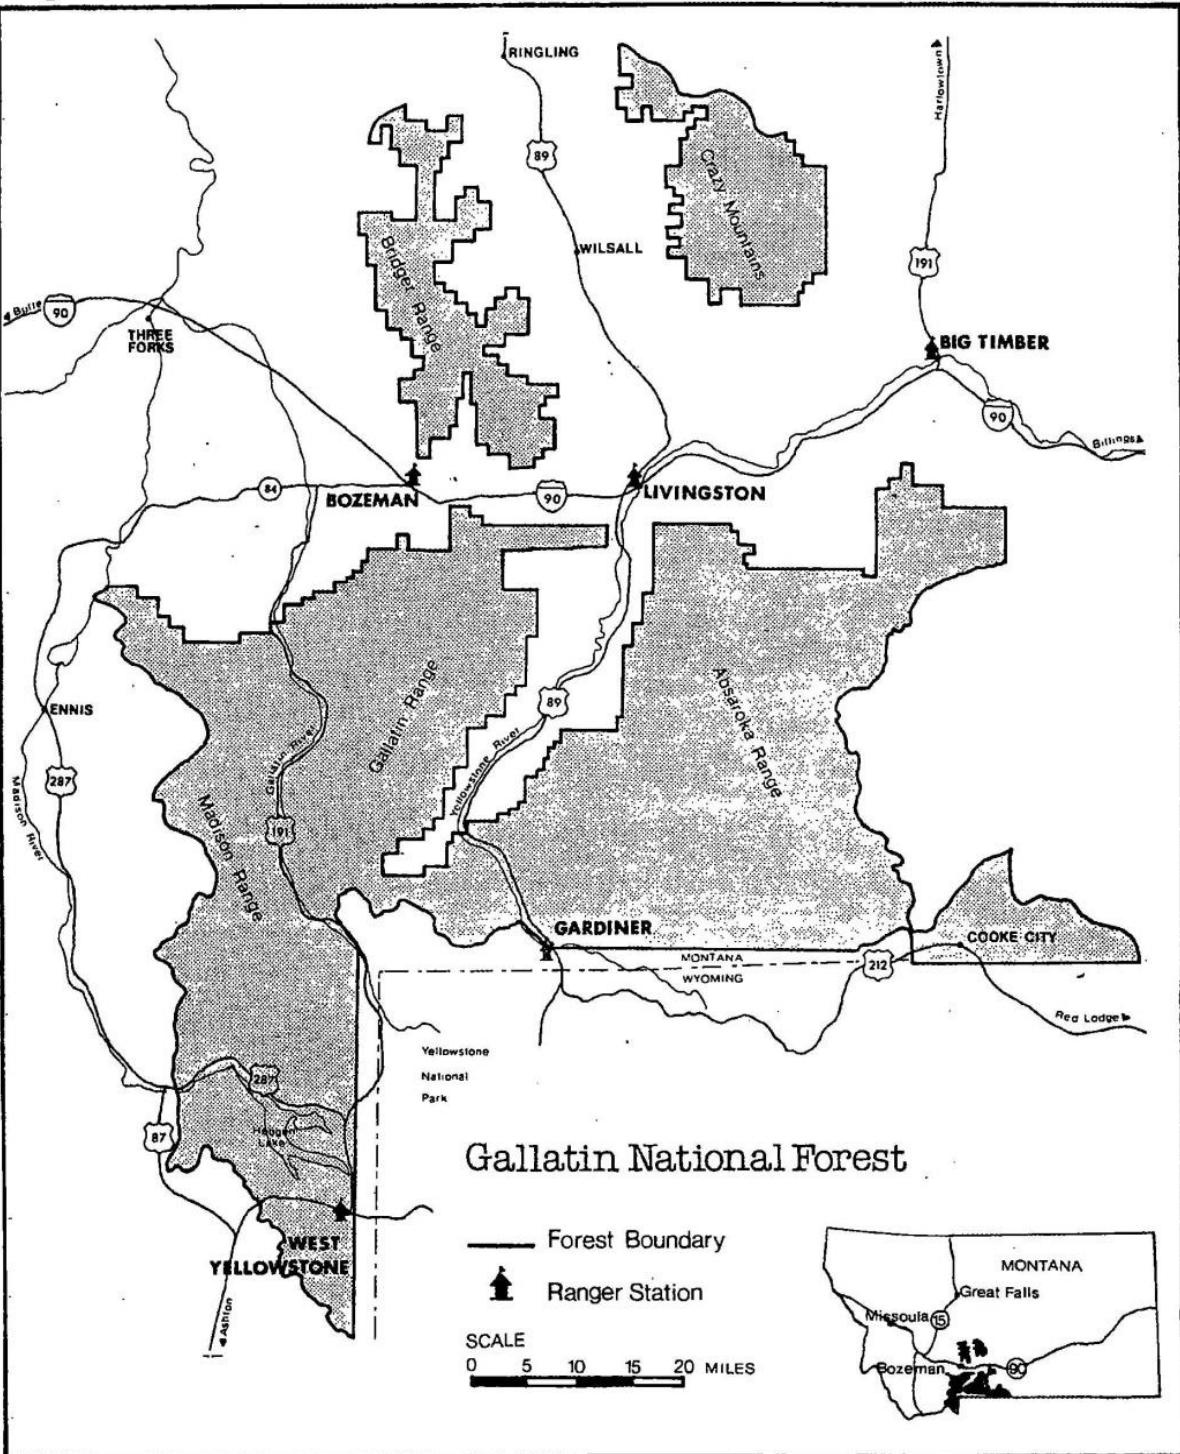 RINGLING
Harlowtown
89
Crazy Mountains
WILSALL
Bridger Range
191
Butte
90
THREE
FORKS
BIG TIMBER
90
Billings
84
BOZEMAN
90
LIVINGSTON
ENNIS
Gallatin Range
Absaroka Range
89
Yellowstone River
Gallatin River
287
Madison River
Madison Range
191
GARDINER
COOKE CITY
MONTANA
WYOMING
212
Red Lodge
Yellowstone
National
Park
287
Hebgen
Lake
87
WEST
YELLOWSTONE
Ashton
Gallatin National Forest
Forest Boundary
Ranger Station
SCALE
0 5 10 15 20 MILES
MONTANA
Great Falls
Missoula
15
Bozeman
90